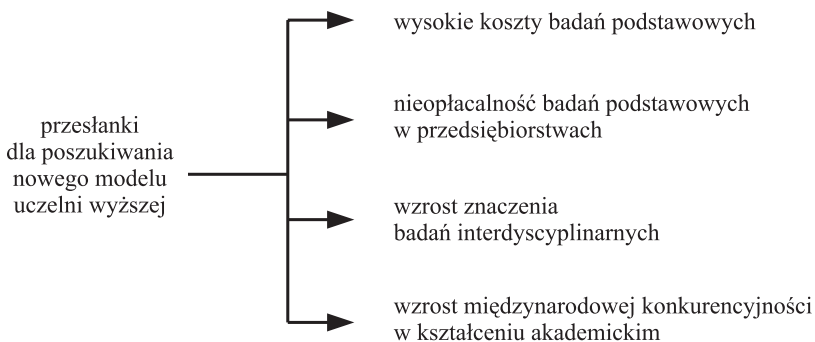 przesłanki
dla poszukiwania
nowego modelu
uczelni wyższej
wysokie koszty badań podstawowych
nieopłacalność badań podstawowych
w przedsiębiorstwach
wzrost znaczenia
badań interdyscyplinarnych
wzrost międzynarodowej konkurencyjności
w kształceniu akademickim